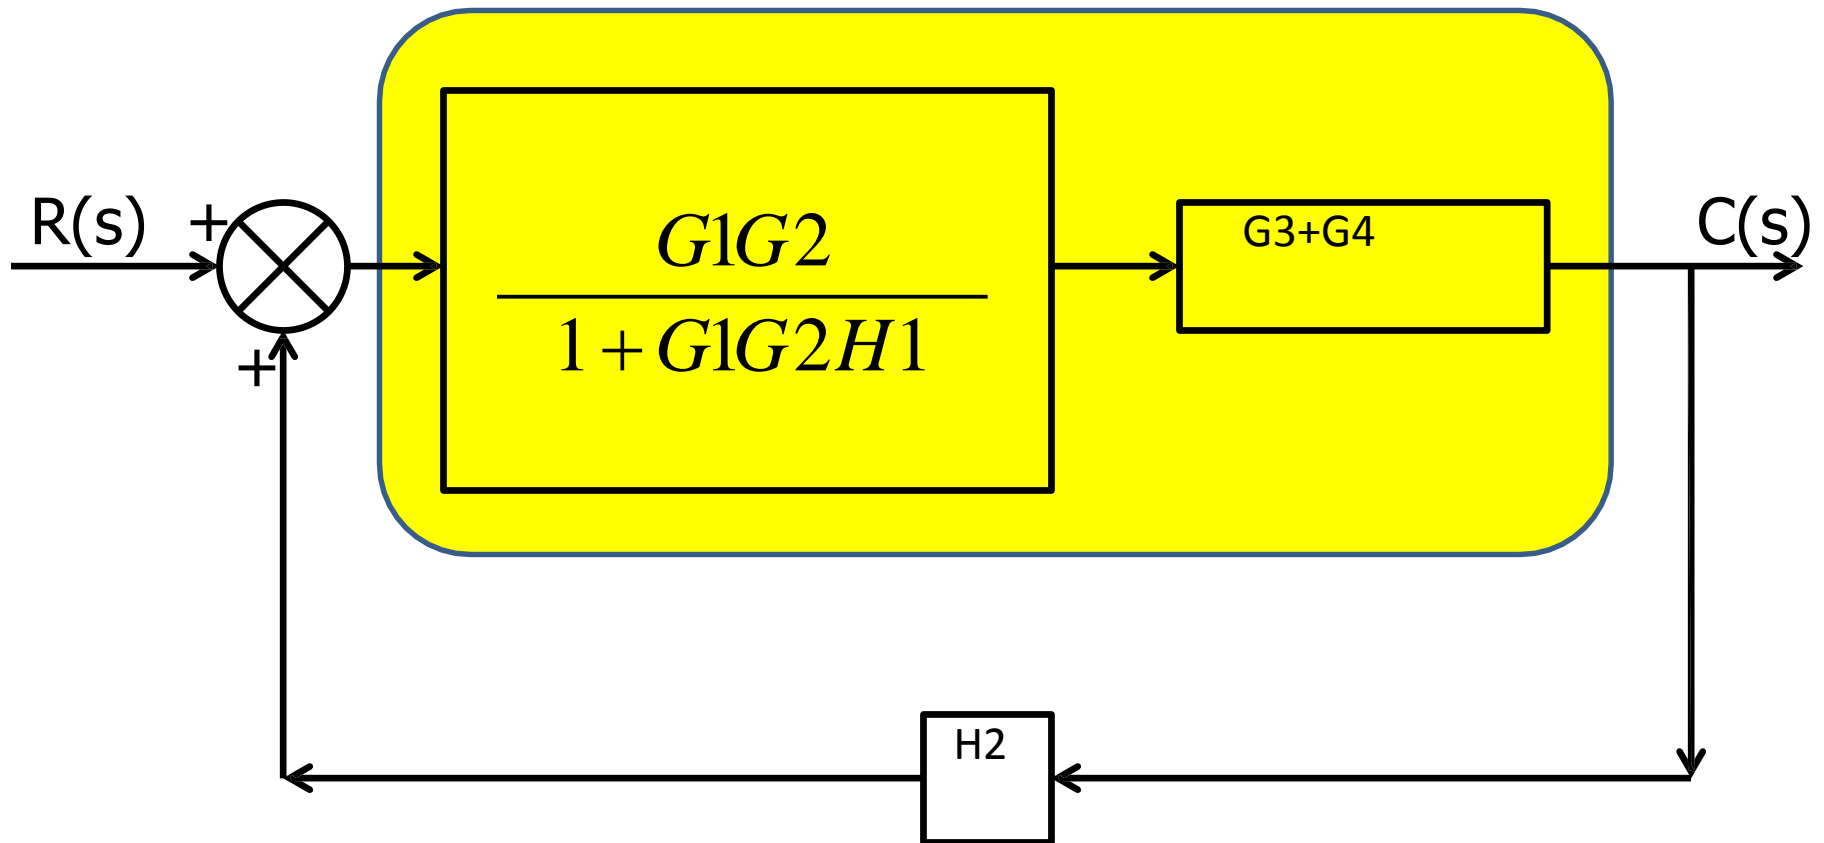 R(s)
+
G1G2
1 + G1G2H1
G3+G4
C(s)
+
H2